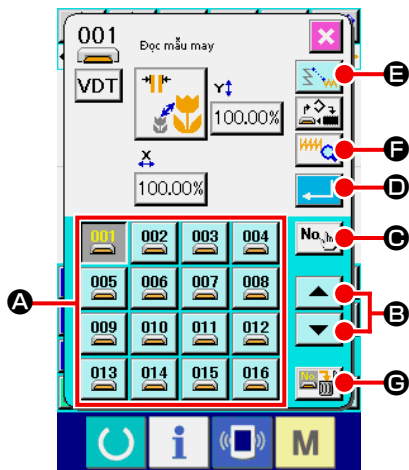 001
Đọc mẫu may
VDT
Y
100.00%
X
100.00%
001 002 003 004
No.
005 006 007 008
009 010 011 012
013 014 015 016
No.
M
A
B
C
D
E
F
G